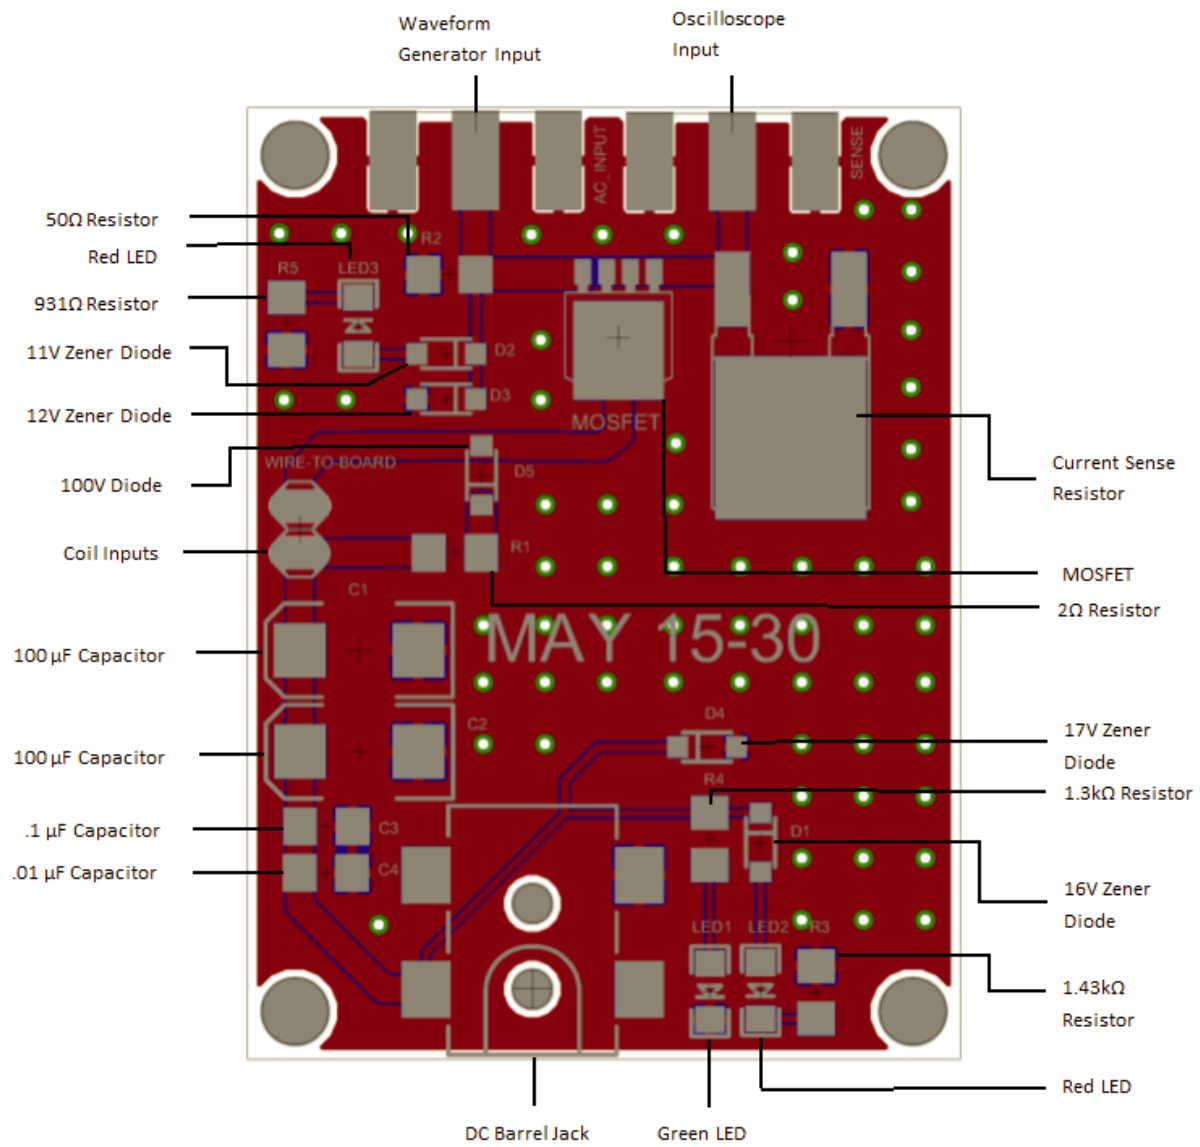 Waveform
Generator Input
Oscilloscope
Input
AC_INPUT
SENSE
50Ω Resistor
Red LED
931Ω Resistor
11V Zener Diode
12V Zener Diode
100V Diode
Coil Inputs
100 µF Capacitor
100 µF Capacitor
.1 µF Capacitor
.01 µF Capacitor
R2
R5
LED3
D2
D3
MOSFET
WIRE-TO-BOARD
D5
R1
C1
MAY 15-30
C2
D4
R4
C3
D1
C4
LED1
LED2
R3
Current Sense
Resistor
MOSFET
2Ω Resistor
17V Zener
Diode
1.3kΩ Resistor
16V Zener
Diode
1.43kΩ
Resistor
Red LED
DC Barrel Jack
Green LED